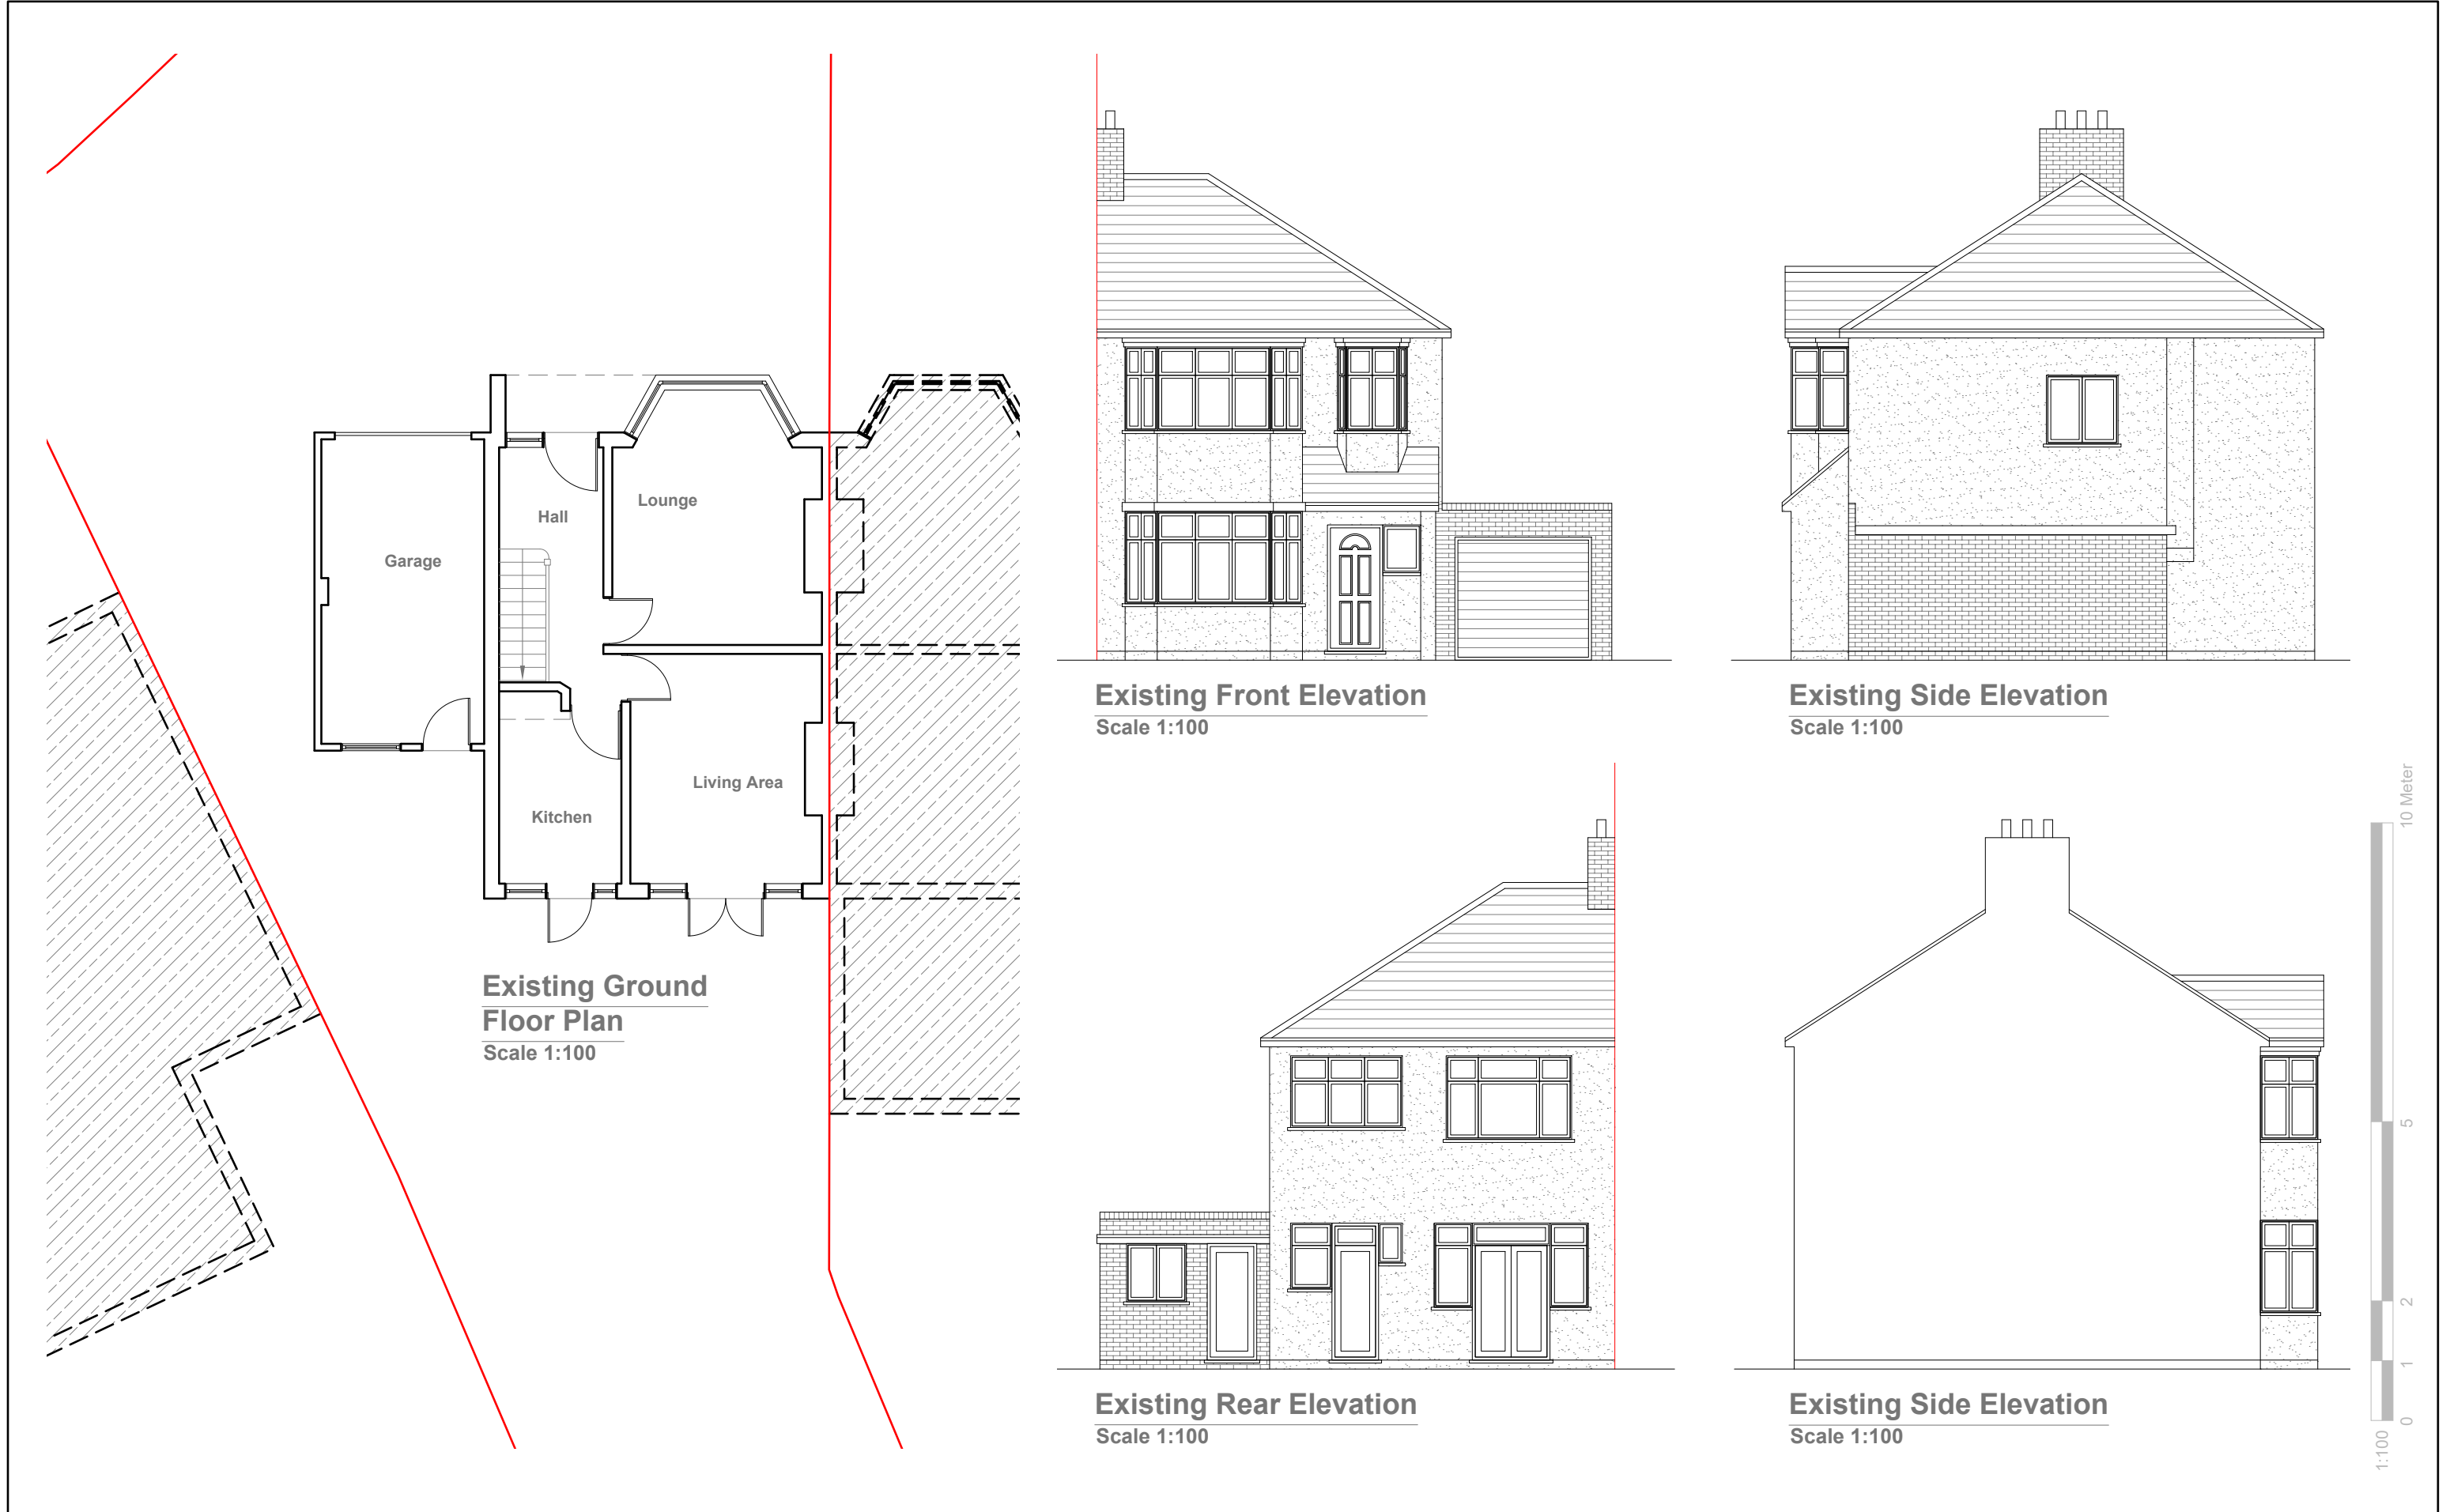 Lounge
Hall
Garage
Living Area
Kitchen
Existing Ground
Floor Plan
Scale 1:100
Existing Front Elevation
Scale 1:100
Existing Side Elevation
Scale 1:100
Existing Rear Elevation
Scale 1:100
Existing Side Elevation
Scale 1:100
1:100
0
1
2
5
10 Meter